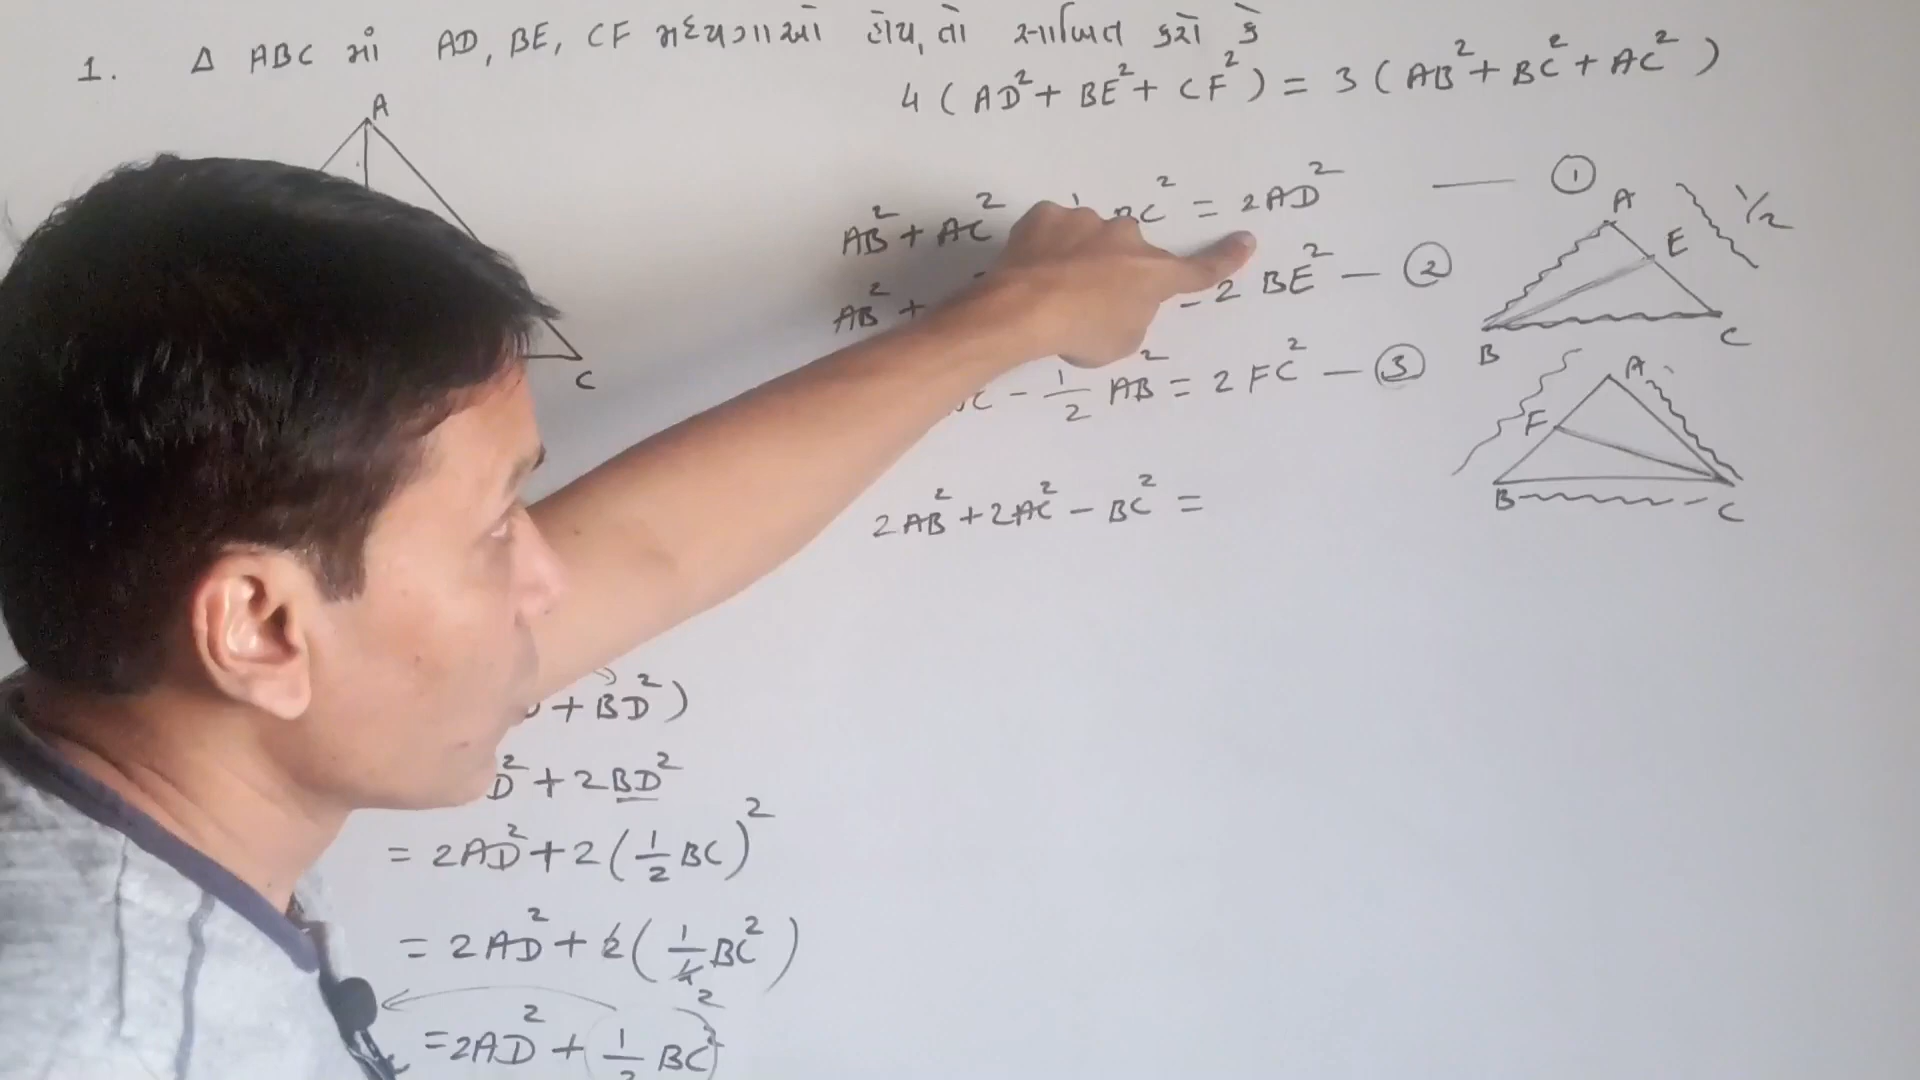 1. Δ ABC માં AD, BE, CF મધ્યગાઓ હોય, તો સાબિત કરો કે
4 ( AD² + BE² + CF² ) = 3 ( AB² + BC² + AC² )
A
C
AB² + AC² BC² = 2AD² — ①
AB² + 2 BE² — ②
- 1/2 AB² = 2 FC² — ③
2AB² + 2AC² - BC² =
A
E
B
C
1/2
A
F
B
C
+ BD² )
D² + 2BD²
= 2AD² + 2 ( 1/2 BC )²
= 2AD² + 2 ( 1/4 BC² )
= 2AD² + 1/2 BC²